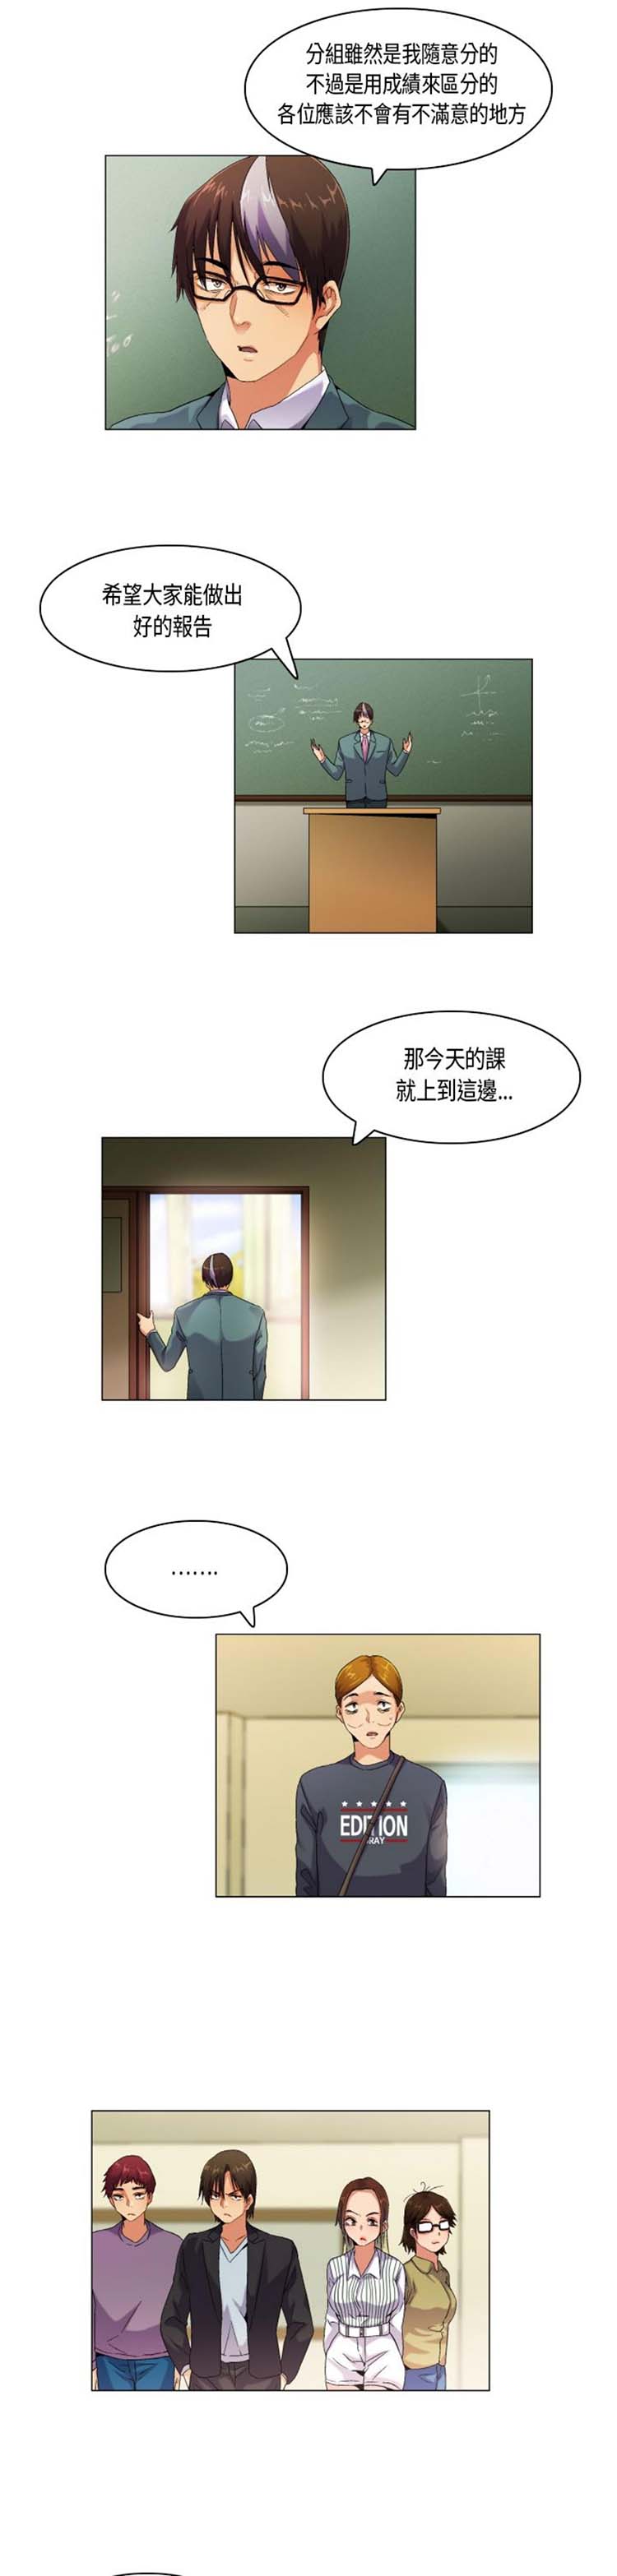 分組雖然是我隨意分的
不過是用成績來區分的
各位應該不會有不滿意的地方
希望大家能做出
好的報告
那今天的課
就上到這邊...
.......
EDITION
GRAY